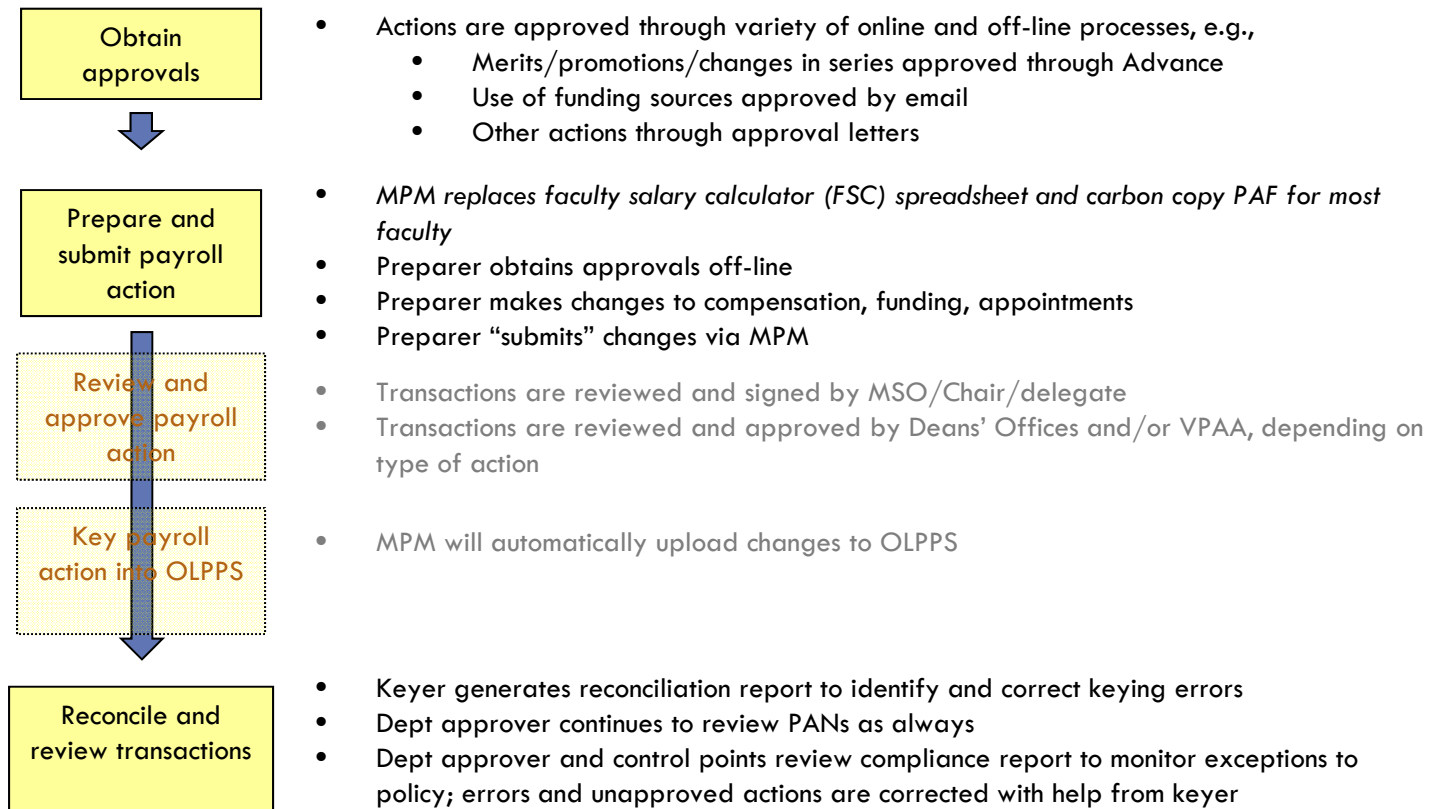 Obtain
approvals
• Actions are approved through variety of online and off-line processes, e.g.,
• Merits/promotions/changes in series approved through Advance
• Use of funding sources approved by email
• Other actions through approval letters
Prepare and
submit payroll
action
• MPM replaces faculty salary calculator (FSC) spreadsheet and carbon copy PAF for most
faculty
• Preparer obtains approvals off-line
• Preparer makes changes to compensation, funding, appointments
• Preparer “submits” changes via MPM
Review and
approve payroll
action
• Transactions are reviewed and signed by MSO/Chair/delegate
• Transactions are reviewed and approved by Deans’ Offices and/or VPAA, depending on
type of action
Key payroll
action into OLPPS
• MPM will automatically upload changes to OLPPS
Reconcile and
review transactions
• Keyer generates reconciliation report to identify and correct keying errors
• Dept approver continues to review PANs as always
• Dept approver and control points review compliance report to monitor exceptions to
policy; errors and unapproved actions are corrected with help from keyer